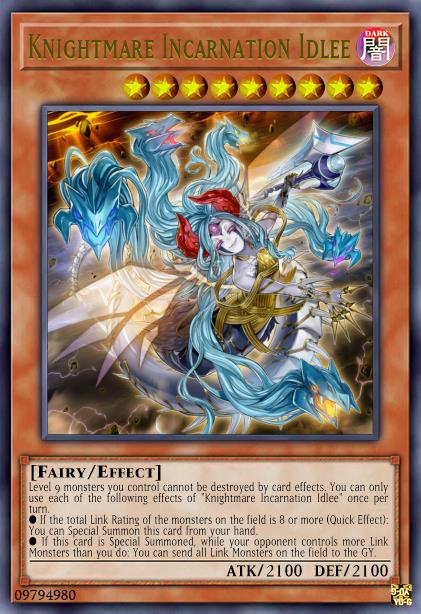 Knightmare Incarnation Idlee
DARK
闇
[Fairy/Effect]
Level 9 monsters you control cannot be destroyed by card effects. You can only
use each of the following effects of "Knightmare Incarnation Idlee" once per
turn.
● If the total Link Rating of the monsters on the field is 8 or more (Quick Effect):
You can Special Summon this card from your hand.
● If this card is Special Summoned, while your opponent controls more Link
Monsters than you do: You can send all Link Monsters on the field to the GY.
ATK/2100 DEF/2100
09794980